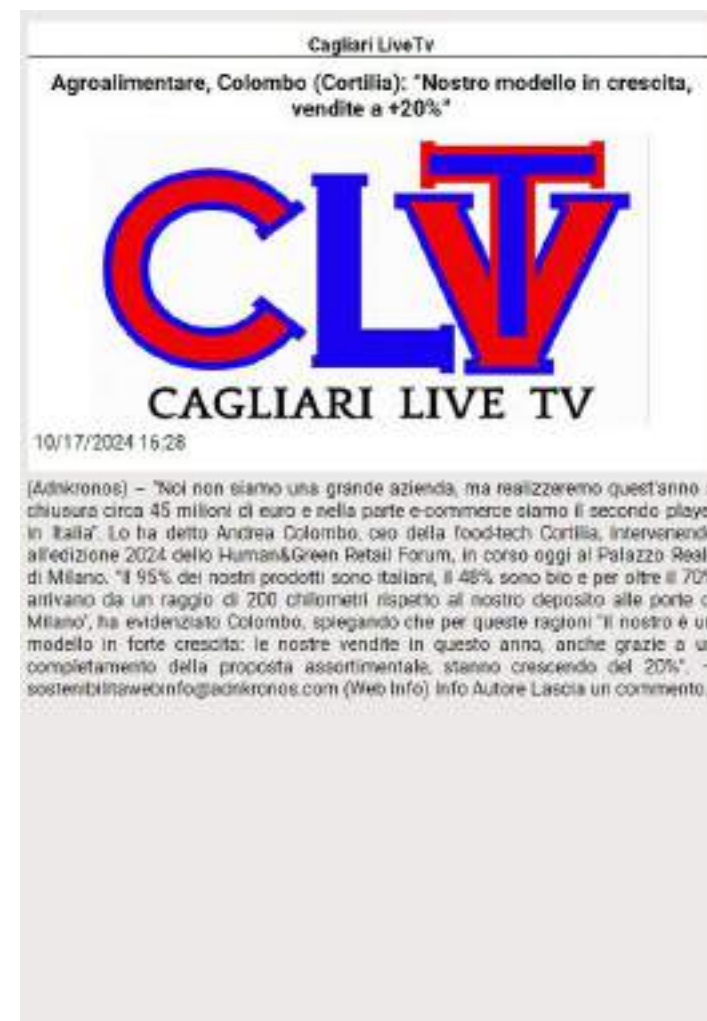 Cagliari LiveTv
Agroalimentare, Colombo (Cortilia): "Nostro modello in crescita,
vendite a +20%"
CLTV
CAGLIARI LIVE TV
10/17/2024 16:28
(Adnkronos) – "Noi non siamo una grande azienda, ma realizzeremo quest'anno
chiusura circa 45 milioni di euro e nella parte e-commerce siamo il secondo playe
in Italia". Lo ha detto Andrea Colombo, ceo della food-tech Cortilia, intervenend
all'edizione 2024 dello Human&Green Retail Forum, in corso oggi al Palazzo Real
di Milano. "Il 95% dei nostri prodotti sono italiani, il 48% sono bio e per oltre il 70%
arrivano da un raggio di 200 chilometri rispetto al nostro deposito alle porte d
Milano", ha evidenziato Colombo, spiegando che per queste ragioni "il nostro è un
modello in forte crescita: le nostre vendite in questo anno, anche grazie a un
completamento della proposta assortimentale, stanno crescendo del 20%". –
sostenibilitawebinfo@adnkronos.com (Web Info) Info Autore Lascia un commento.